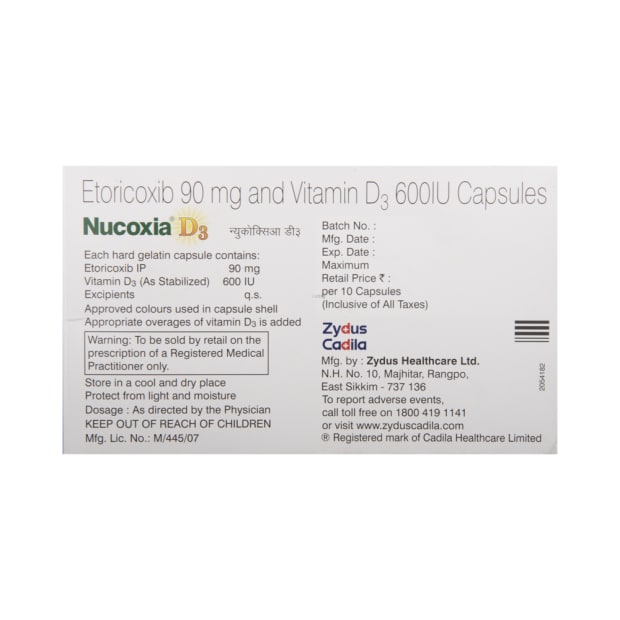 Etoricoxib 90 mg and Vitamin D3 600IU Capsules
Nucoxia® D3 न्युकोक्सिआ डी३
Each hard gelatin capsule contains:
Etoricoxib IP 90 mg
Vitamin D3 (As Stabilized) 600 IU
Excipients q.s.
Approved colours used in capsule shell
Appropriate overages of vitamin D3 is added
Warning: To be sold by retail on the
prescription of a Registered Medical
Practitioner only.
Store in a cool and dry place
Protect from light and moisture
Dosage : As directed by the Physician
KEEP OUT OF REACH OF CHILDREN
Mfg. Lic. No.: M/445/07
Batch No. :
Mfg. Date :
Exp. Date :
Maximum
Retail Price ₹ :
per 10 Capsules
(Inclusive of All Taxes)
Zydus
Cadila
Mfg. by : Zydus Healthcare Ltd.
N.H. No. 10, Majhitar, Rangpo,
East Sikkim - 737 136
To report adverse events,
call toll free on 1800 419 1141
or visit www.zyduscadila.com
® Registered mark of Cadila Healthcare Limited
2054182